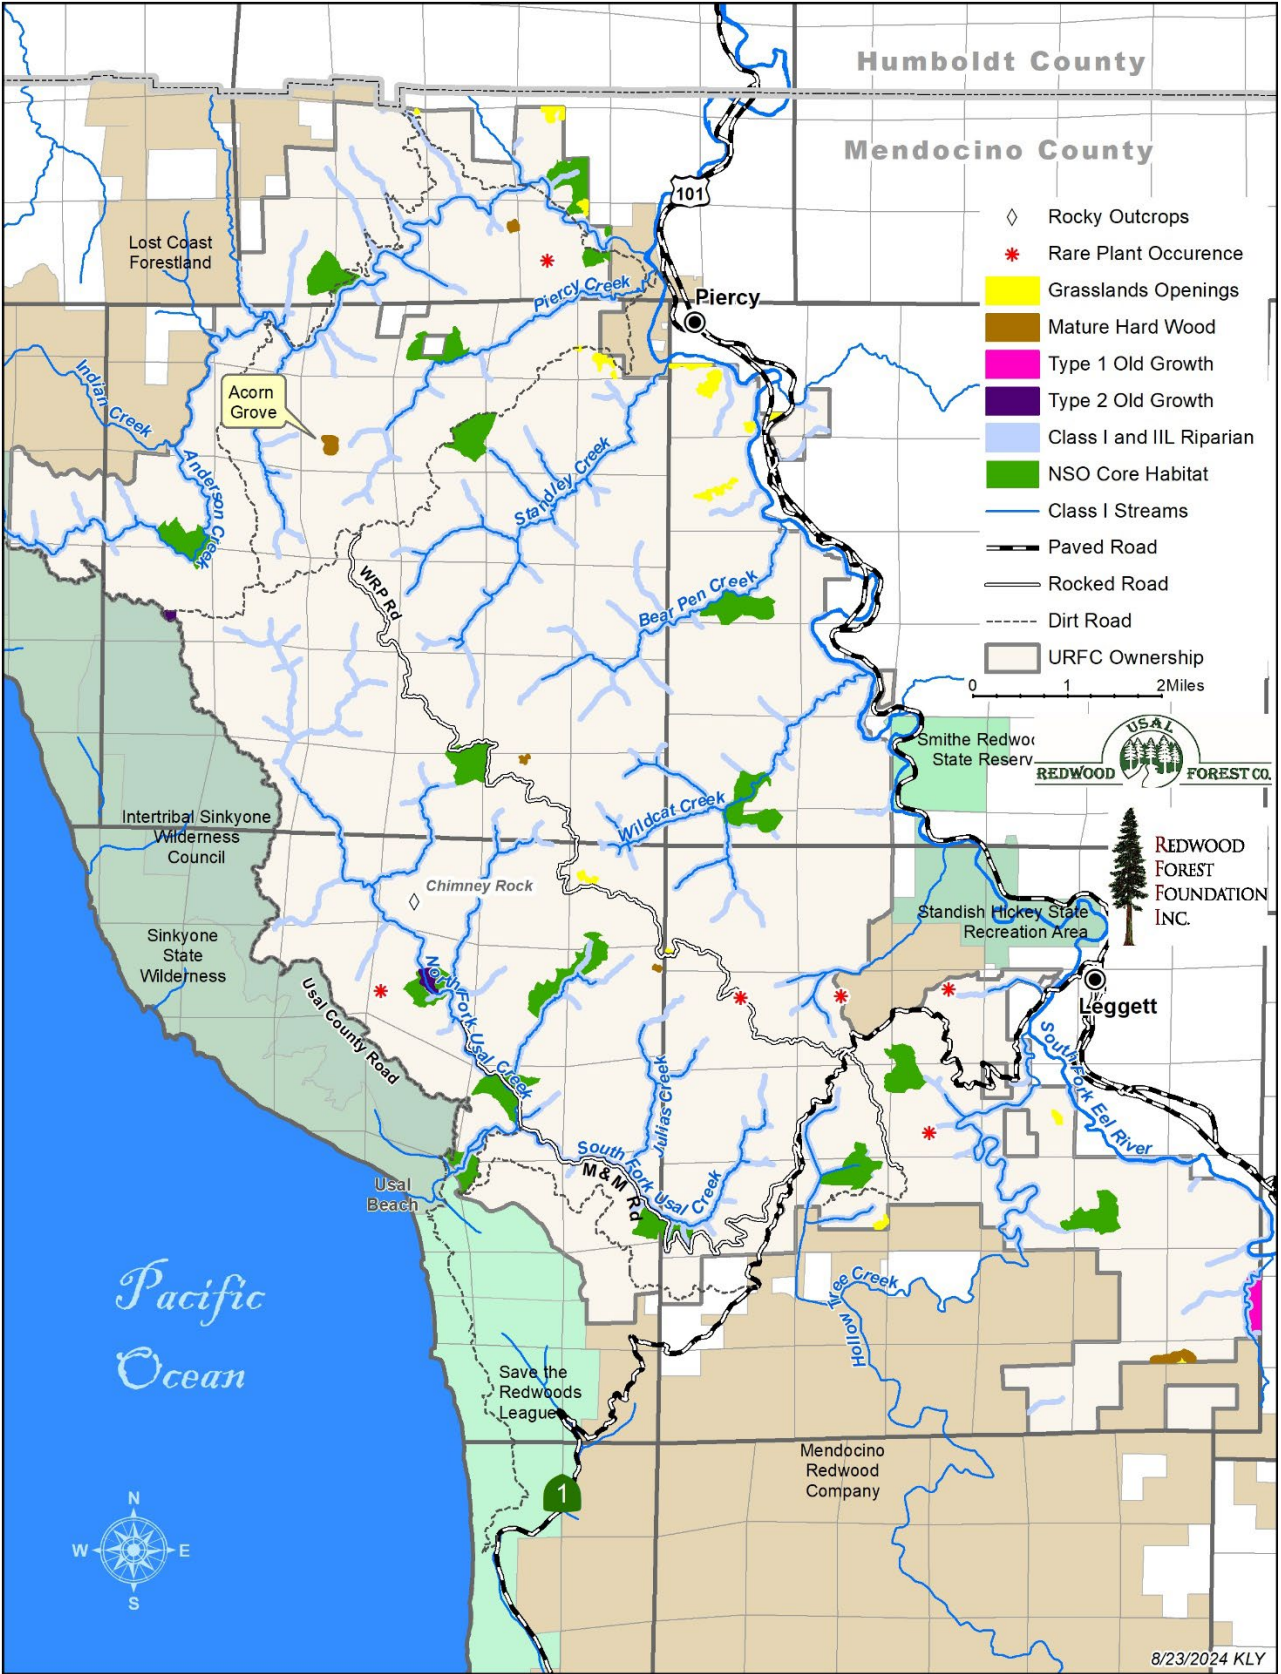 Humboldt County
Mendocino County
101
Rocky Outcrops
Rare Plant Occurence
Grasslands Openings
Mature Hard Wood
Type 1 Old Growth
Type 2 Old Growth
Class I and IIL Riparian
NSO Core Habitat
Class I Streams
Paved Road
Rocked Road
Dirt Road
URFC Ownership
0 1 2Miles
Lost Coast
Forestland
Piercy Creek
Piercy
Indian Creek
Acorn
Grove
Anderson Creek
Standley Creek
WRP Rd
Bear Pen Creek
Smithe Redwo
State Reserv
USAL
REDWOOD FOREST CO.
Intertribal Sinkyone
Wilderness
Council
Wildcat Creek
REDWOOD
FOREST
FOUNDATION
INC.
Chimney Rock
Standish Hickey State
Recreation Area
Sinkyone
State
Wilderness
North Fork Usal Creek
Leggett
Usal County Road
South Fork Eel River
Julias Creek
South Fork Usal Creek
M&M Rd
Usal
Beach
Hollow Tree Creek
Pacific
Ocean
Save the
Redwoods
League
Mendocino
Redwood
Company
1
N
W E
S
8/23/2024 KLY